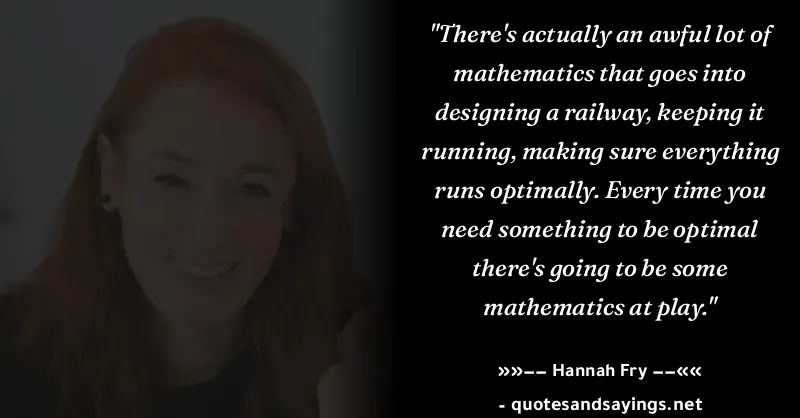 "There's actually an awful lot of
mathematics that goes into
designing a railway, keeping it
running, making sure everything
runs optimally. Every time you
need something to be optimal
there's going to be some
mathematics at play."
»»−− Hannah Fry −−««
- quotesandsayings.net